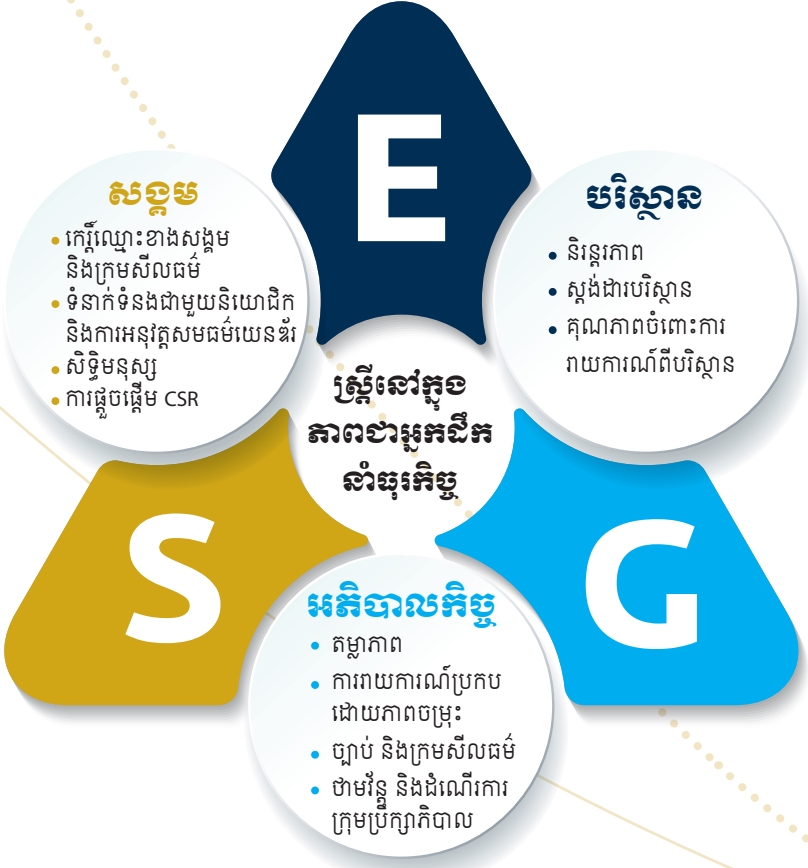 E
សង្គម
• កេរ្តិ៍ឈ្មោះខាងសង្គម
និងក្រមសីលធម៌
• ទំនាក់ទំនងជាមួយនិយោជិក
និងការអនុវត្តសមធម៌យេនឌ័រ
• សិទ្ធិមនុស្ស
• ការផ្តួចផ្តើម CSR
បរិស្ថាន
• និរន្តរភាព
• ស្តង់ដារបរិស្ថាន
• គុណភាពចំពោះការ
រាយការណ៍ពីបរិស្ថាន
ស្ត្រីនៅក្នុង
ភាពជាអ្នកដឹក
នាំធុរកិច្ច
S
G
អភិបាលកិច្ច
• តម្លាភាព
• ការរាយការណ៍ប្រកប
ដោយភាពចម្រុះ
• ច្បាប់ និងក្រមសីលធម៌
• ថាមវ័ន្ត និងដំណើរការ
ក្រុមប្រឹក្សាភិបាល